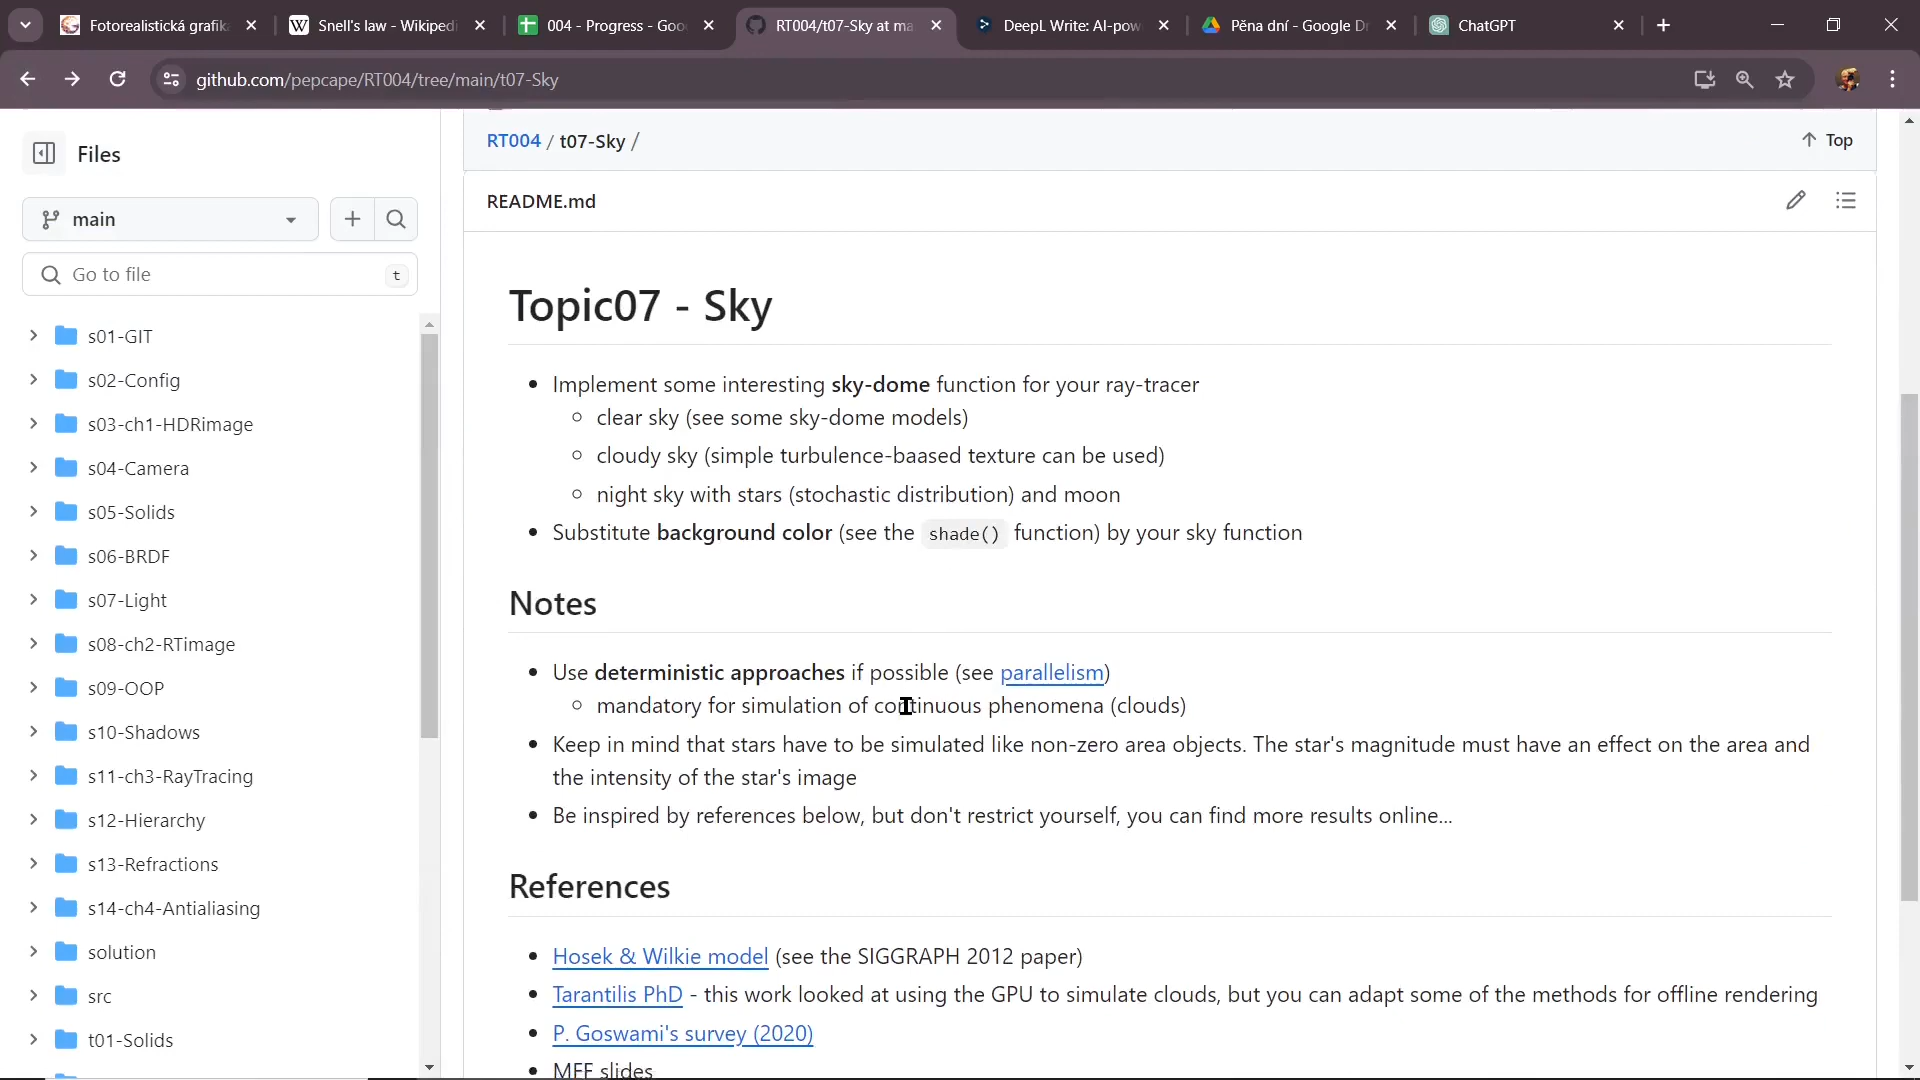 Fotorealistická grafik
Snell's law - Wikiped
004 - Progress - Goo
RT004/t07-Sky at ma
DeepL Write: AI-pow
Pěna dní - Google D
ChatGPT
github.com/pepcape/RT004/tree/main/t07-Sky
Files
RT004 / t07-Sky /
Top
main
README.md
Go to file
t
s01-GIT
s02-Config
s03-ch1-HDRimage
s04-Camera
s05-Solids
s06-BRDF
s07-Light
s08-ch2-RTimage
s09-OOP
s10-Shadows
s11-ch3-RayTracing
s12-Hierarchy
s13-Refractions
s14-ch4-Antialiasing
solution
src
t01-Solids
Topic07 - Sky
Implement some interesting sky-dome function for your ray-tracer
clear sky (see some sky-dome models)
cloudy sky (simple turbulence-baased texture can be used)
night sky with stars (stochastic distribution) and moon
Substitute background color (see the shade() function) by your sky function
Notes
Use deterministic approaches if possible (see parallelism)
mandatory for simulation of continuous phenomena (clouds)
Keep in mind that stars have to be simulated like non-zero area objects. The star's magnitude must have an effect on the area and
the intensity of the star's image
Be inspired by references below, but don't restrict yourself, you can find more results online...
References
Hosek & Wilkie model (see the SIGGRAPH 2012 paper)
Tarantilis PhD - this work looked at using the GPU to simulate clouds, but you can adapt some of the methods for offline rendering
P. Goswami's survey (2020)
MFF slides